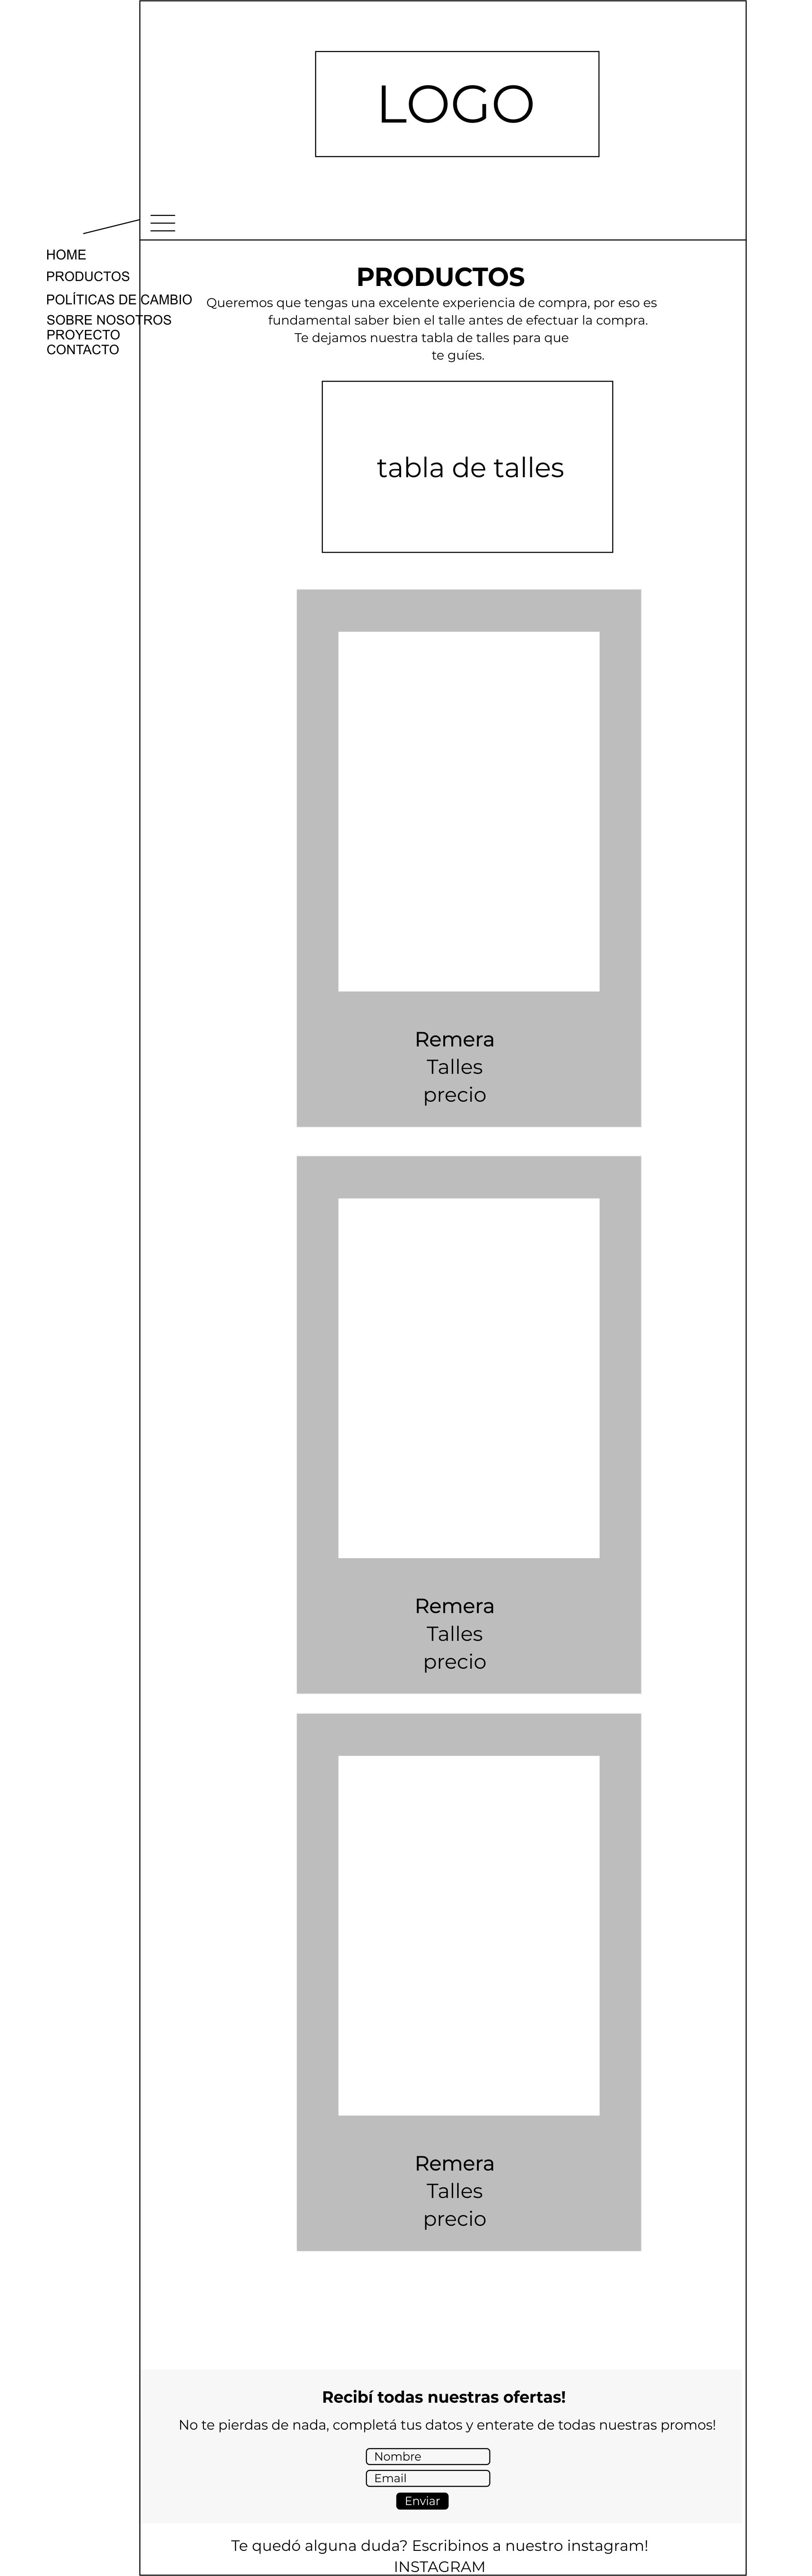 LOGO
HOME
PRODUCTOS
POLÍTICAS DE CAMBIO
SOBRE NOSOTROS
PROYECTO
CONTACTO
PRODUCTOS
Queremos que tengas una excelente experiencia de compra, por eso es
fundamental saber bien el talle antes de efectuar la compra.
Te dejamos nuestra tabla de talles para que
te guíes.
tabla de talles
Remera
Talles
precio
Remera
Talles
precio
Remera
Talles
precio
Recibí todas nuestras ofertas!
No te pierdas de nada, completá tus datos y enterate de todas nuestras promos!
Nombre
Email
Enviar
Te quedó alguna duda? Escribinos a nuestro instagram!
INSTAGRAM